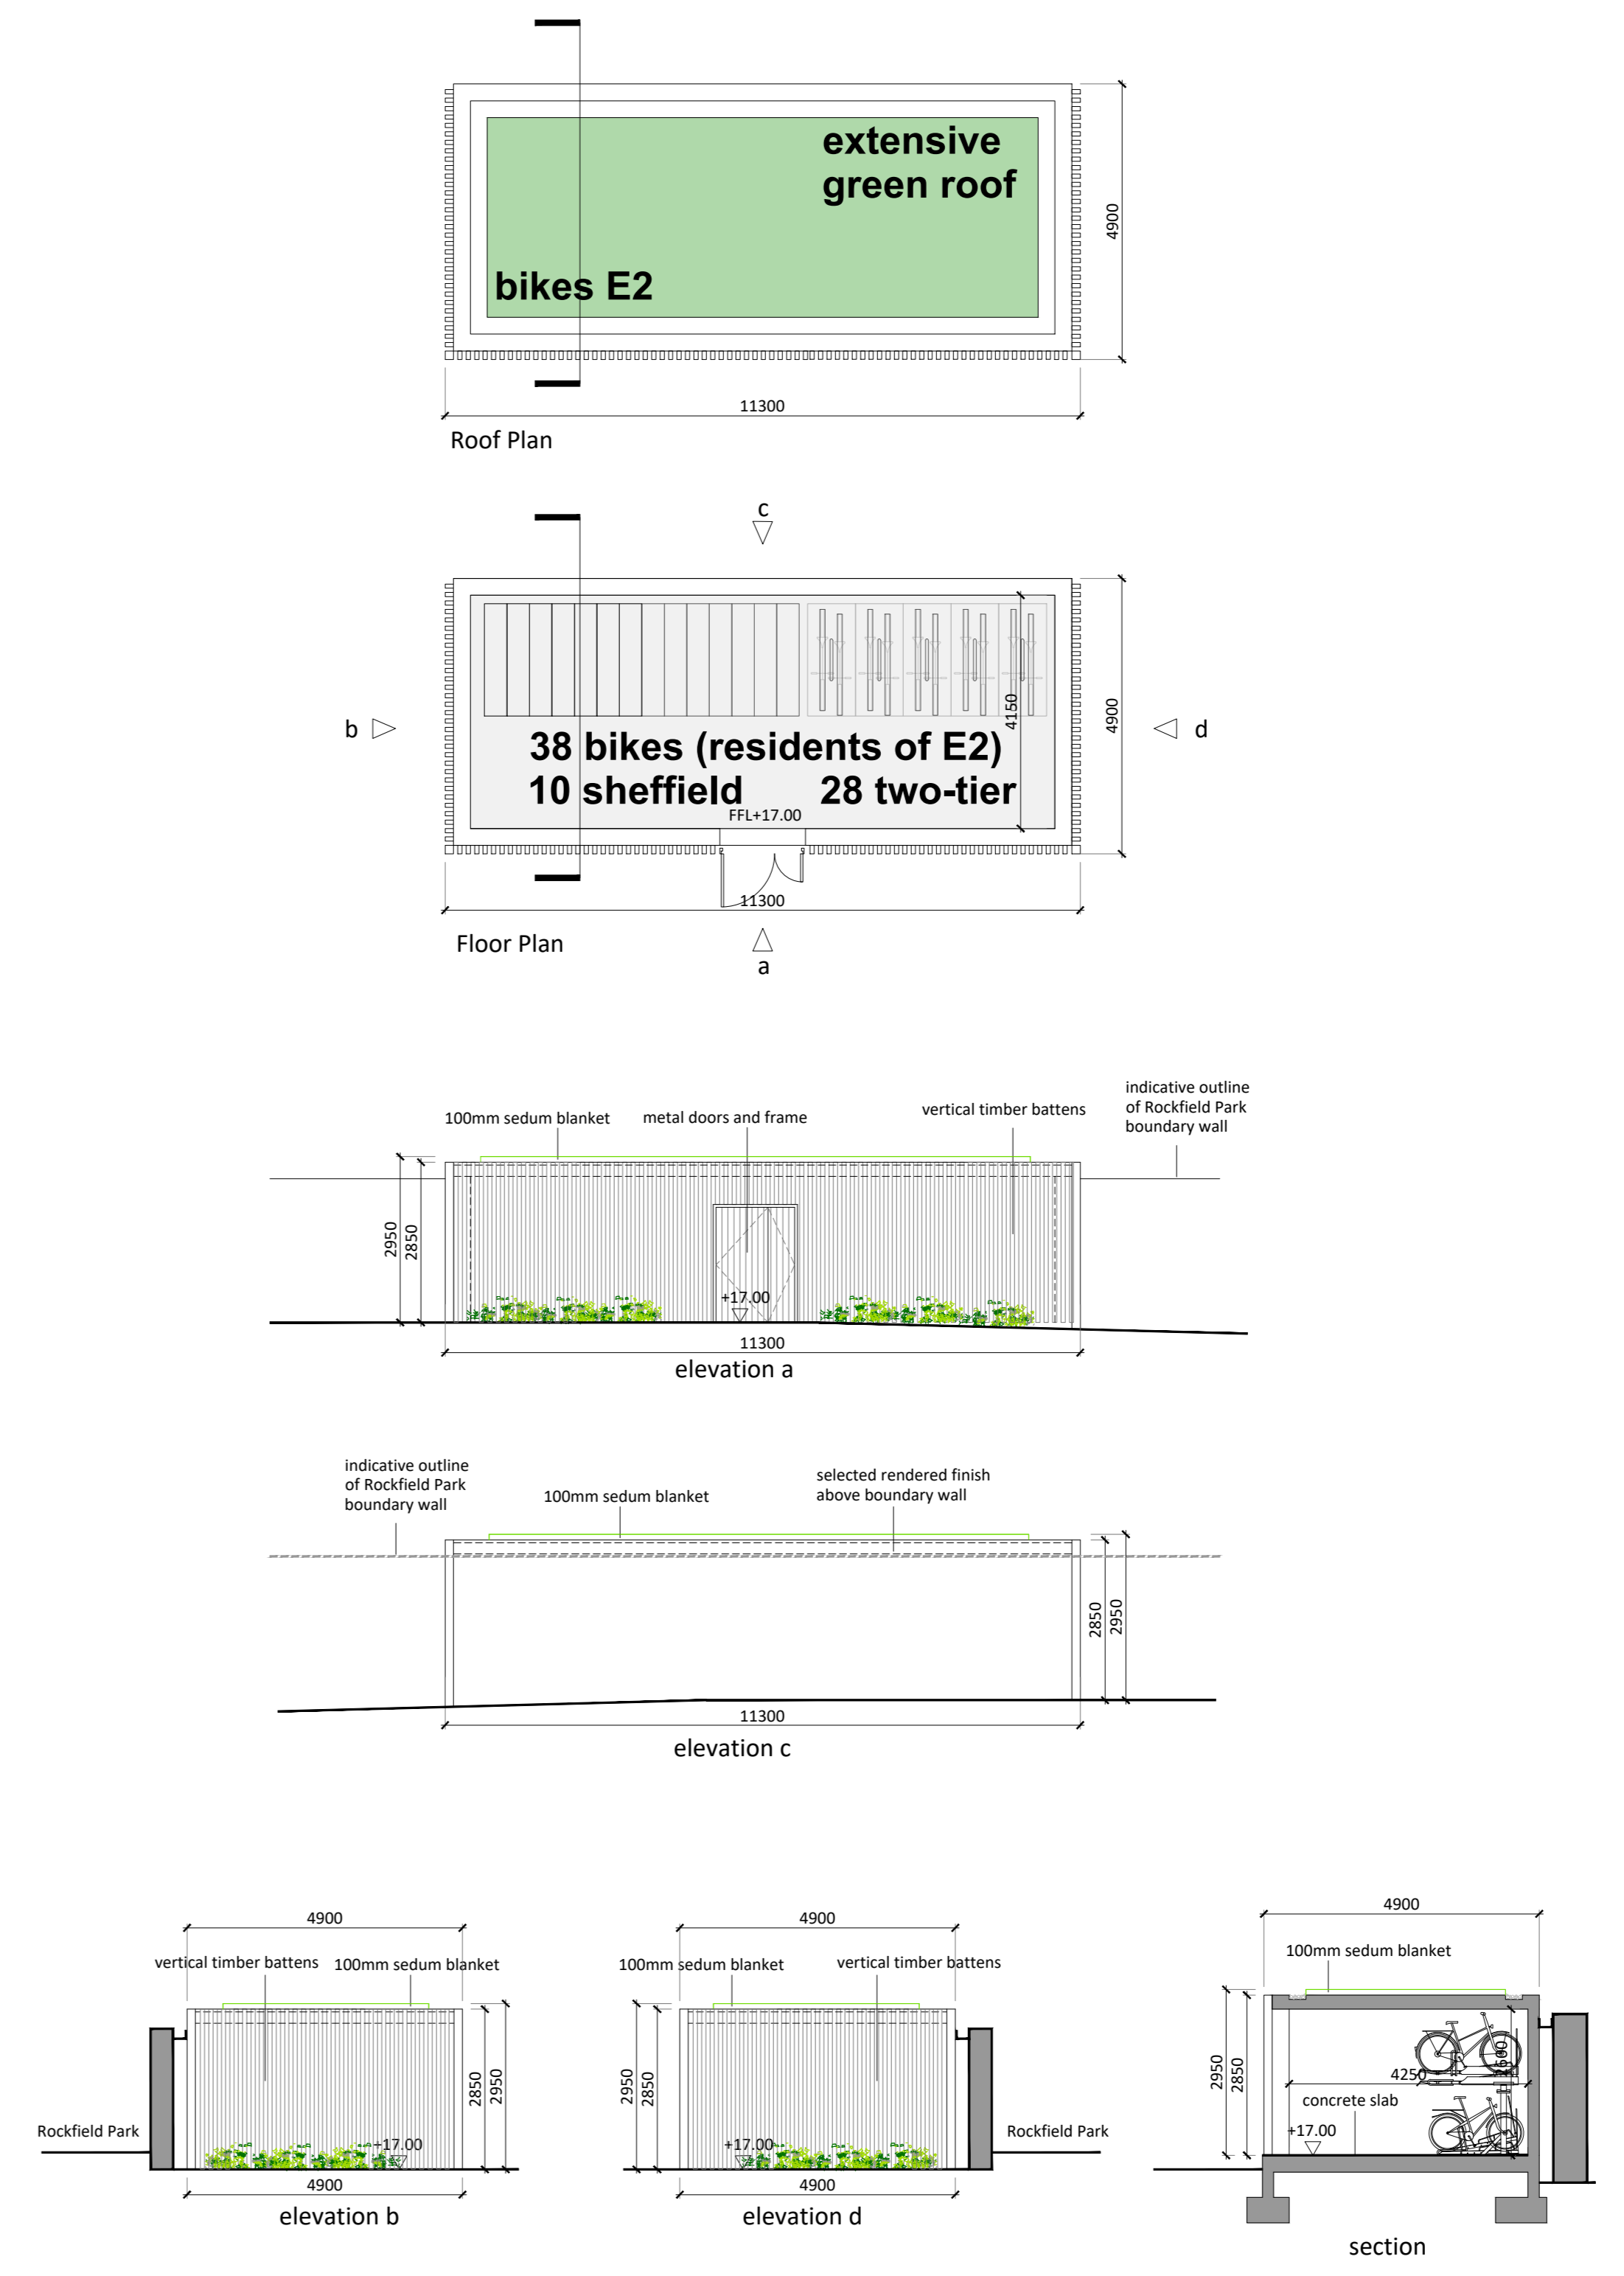 extensive
green roof
bikes E2
4900
11300
Roof Plan
c
b
d
4150
4900
38 bikes (residents of E2)
10 sheffield 28 two-tier
FFL+17.00
11300
Floor Plan
a
indicative outline
of Rockfield Park
boundary wall
100mm sedum blanket
metal doors and frame
vertical timber battens
2950
2850
+17.00
11300
elevation a
indicative outline
of Rockfield Park
boundary wall
100mm sedum blanket
selected rendered finish
above boundary wall
2850
2950
11300
elevation c
4900
vertical timber battens
100mm sedum blanket
2850
2950
Rockfield Park
+17.00
4900
elevation b
4900
100mm sedum blanket
vertical timber battens
2950
2850
+17.00
Rockfield Park
4900
elevation d
4900
100mm sedum blanket
2950
2850
4250
concrete slab
+17.00
section